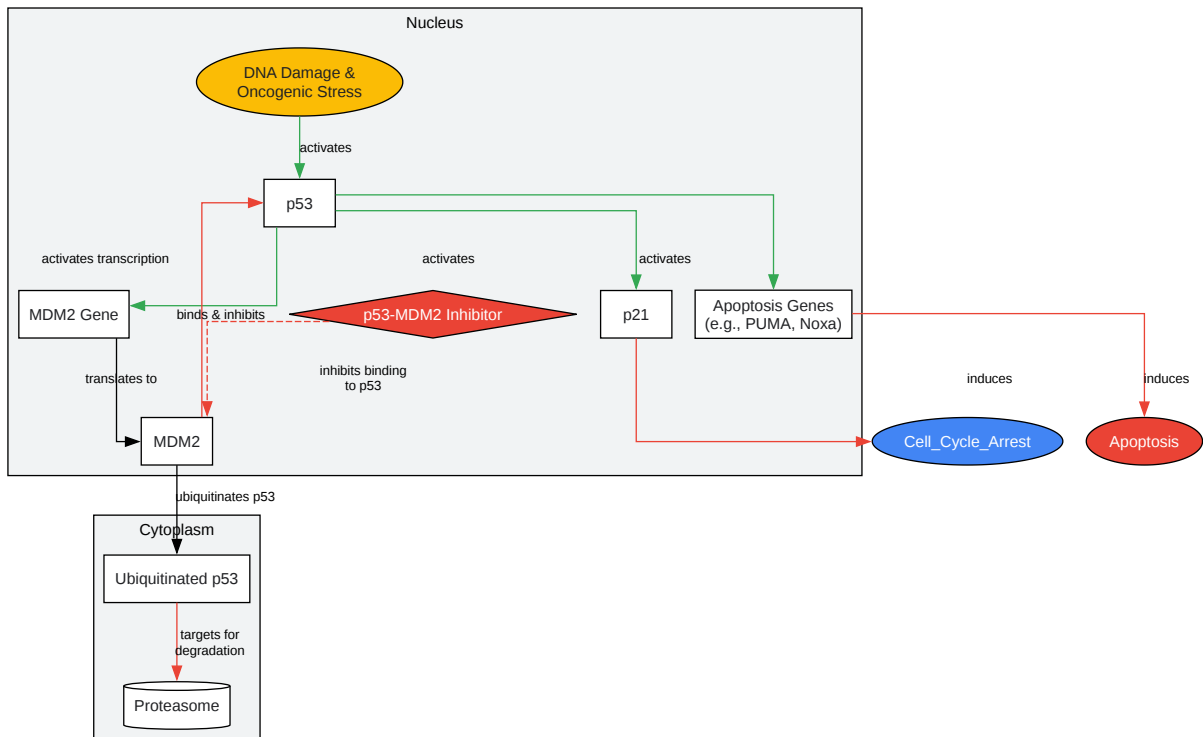 Nucleus
DNA Damage &
Oncogenic Stress
activates
p53
activates transcription
activates
activates
MDM2 Gene
binds & inhibits
p53-MDM2 Inhibitor
p21
Apoptosis Genes
(e.g., PUMA, Noxa)
translates to
inhibits binding
to p53
induces
induces
MDM2
Cell_Cycle_Arrest
Apoptosis
ubiquitinates p53
Cytoplasm
Ubiquitinated p53
targets for
degradation
Proteasome